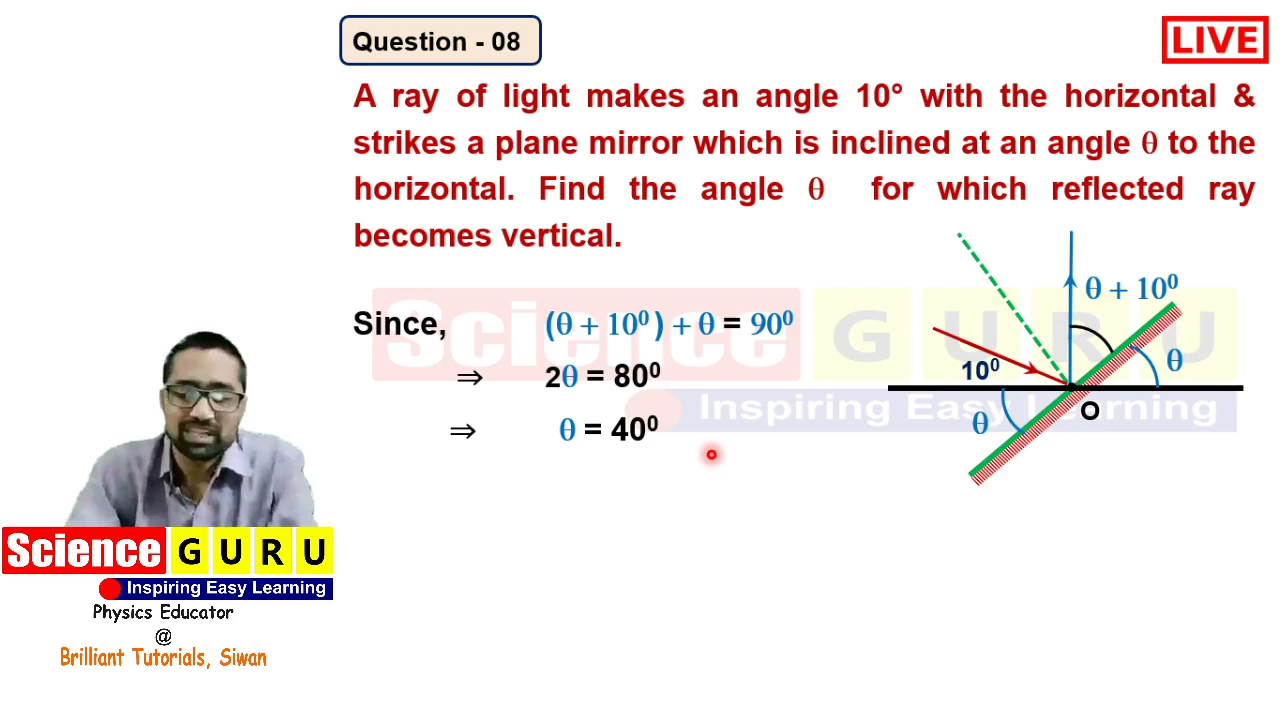 Question - 08
LIVE
A ray of light makes an angle 10° with the horizontal &
strikes a plane mirror which is inclined at an angle θ to the
horizontal. Find the angle θ for which reflected ray
becomes vertical.
θ + 10⁰
Since, (θ + 10⁰) + θ = 90⁰
10⁰
θ
⇒ 2θ = 80⁰
O
θ
⇒ θ = 40⁰
Science GURU
Inspiring Easy Learning
Science GURU
Inspiring Easy Learning
Physics Educator
@
Brilliant Tutorials, Siwan